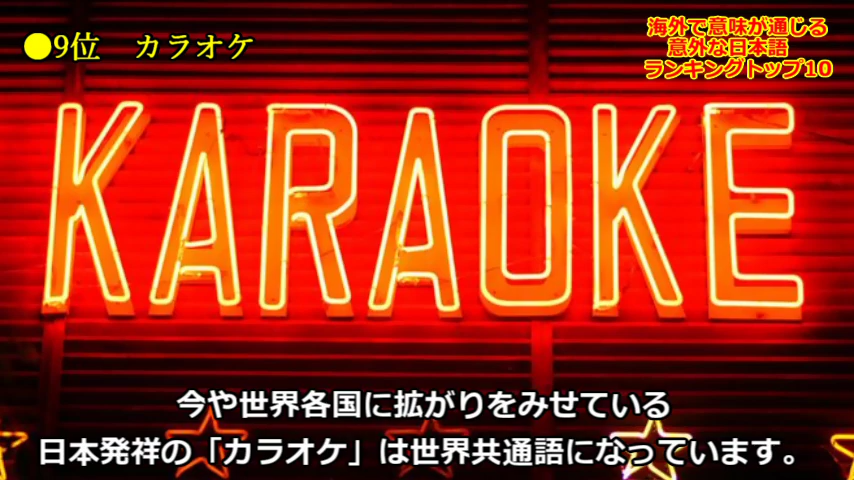 ●9位 カラオケ
海外で意味が通じる
意外な日本語
ランキングトップ10
KARAOKE
今や世界各国に拡がりをみせている
日本発祥の「カラオケ」は世界共通語になっています。